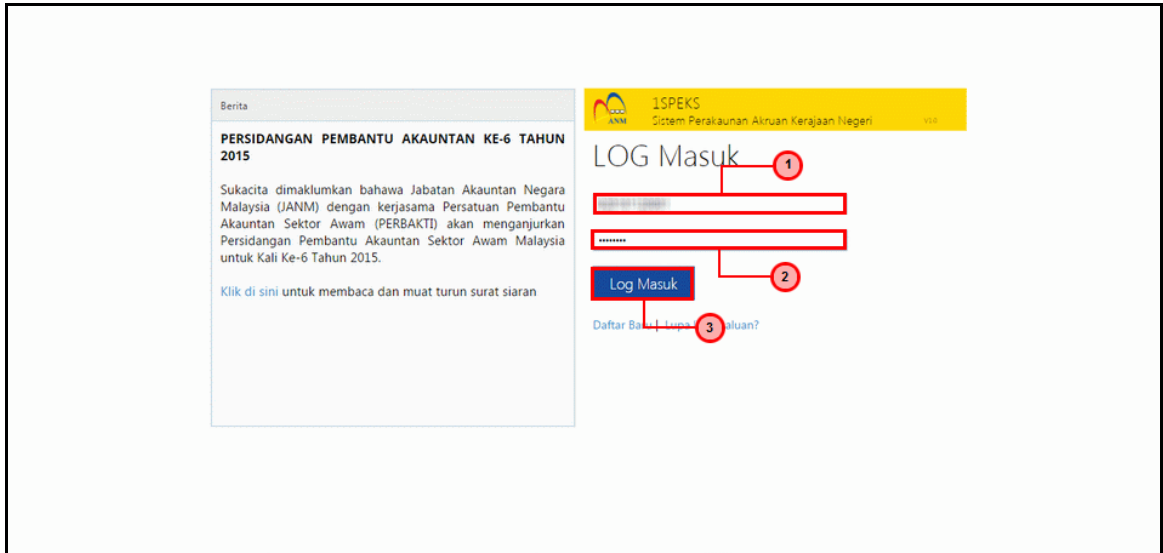 Berita
PERSIDANGAN PEMBANTU AKAUNTAN KE-6 TAHUN
2015
Sukacita dimaklumkan bahawa Jabatan Akauntan Negara
Malaysia (JANM) dengan kerjasama Persatuan Pembantu
Akauntan Sektor Awam (PERBAKTI) akan menganjurkan
Persidangan Pembantu Akauntan Sektor Awam Malaysia
untuk Kali Ke-6 Tahun 2015.
Klik di sini untuk membaca dan muat turun surat siaran
ANM
1SPEKS
Sistem Perakaunan Akruan Kerajaan Negeri
V1.0
LOG Masuk
1
2
Log Masuk
Daftar | Lupa
3